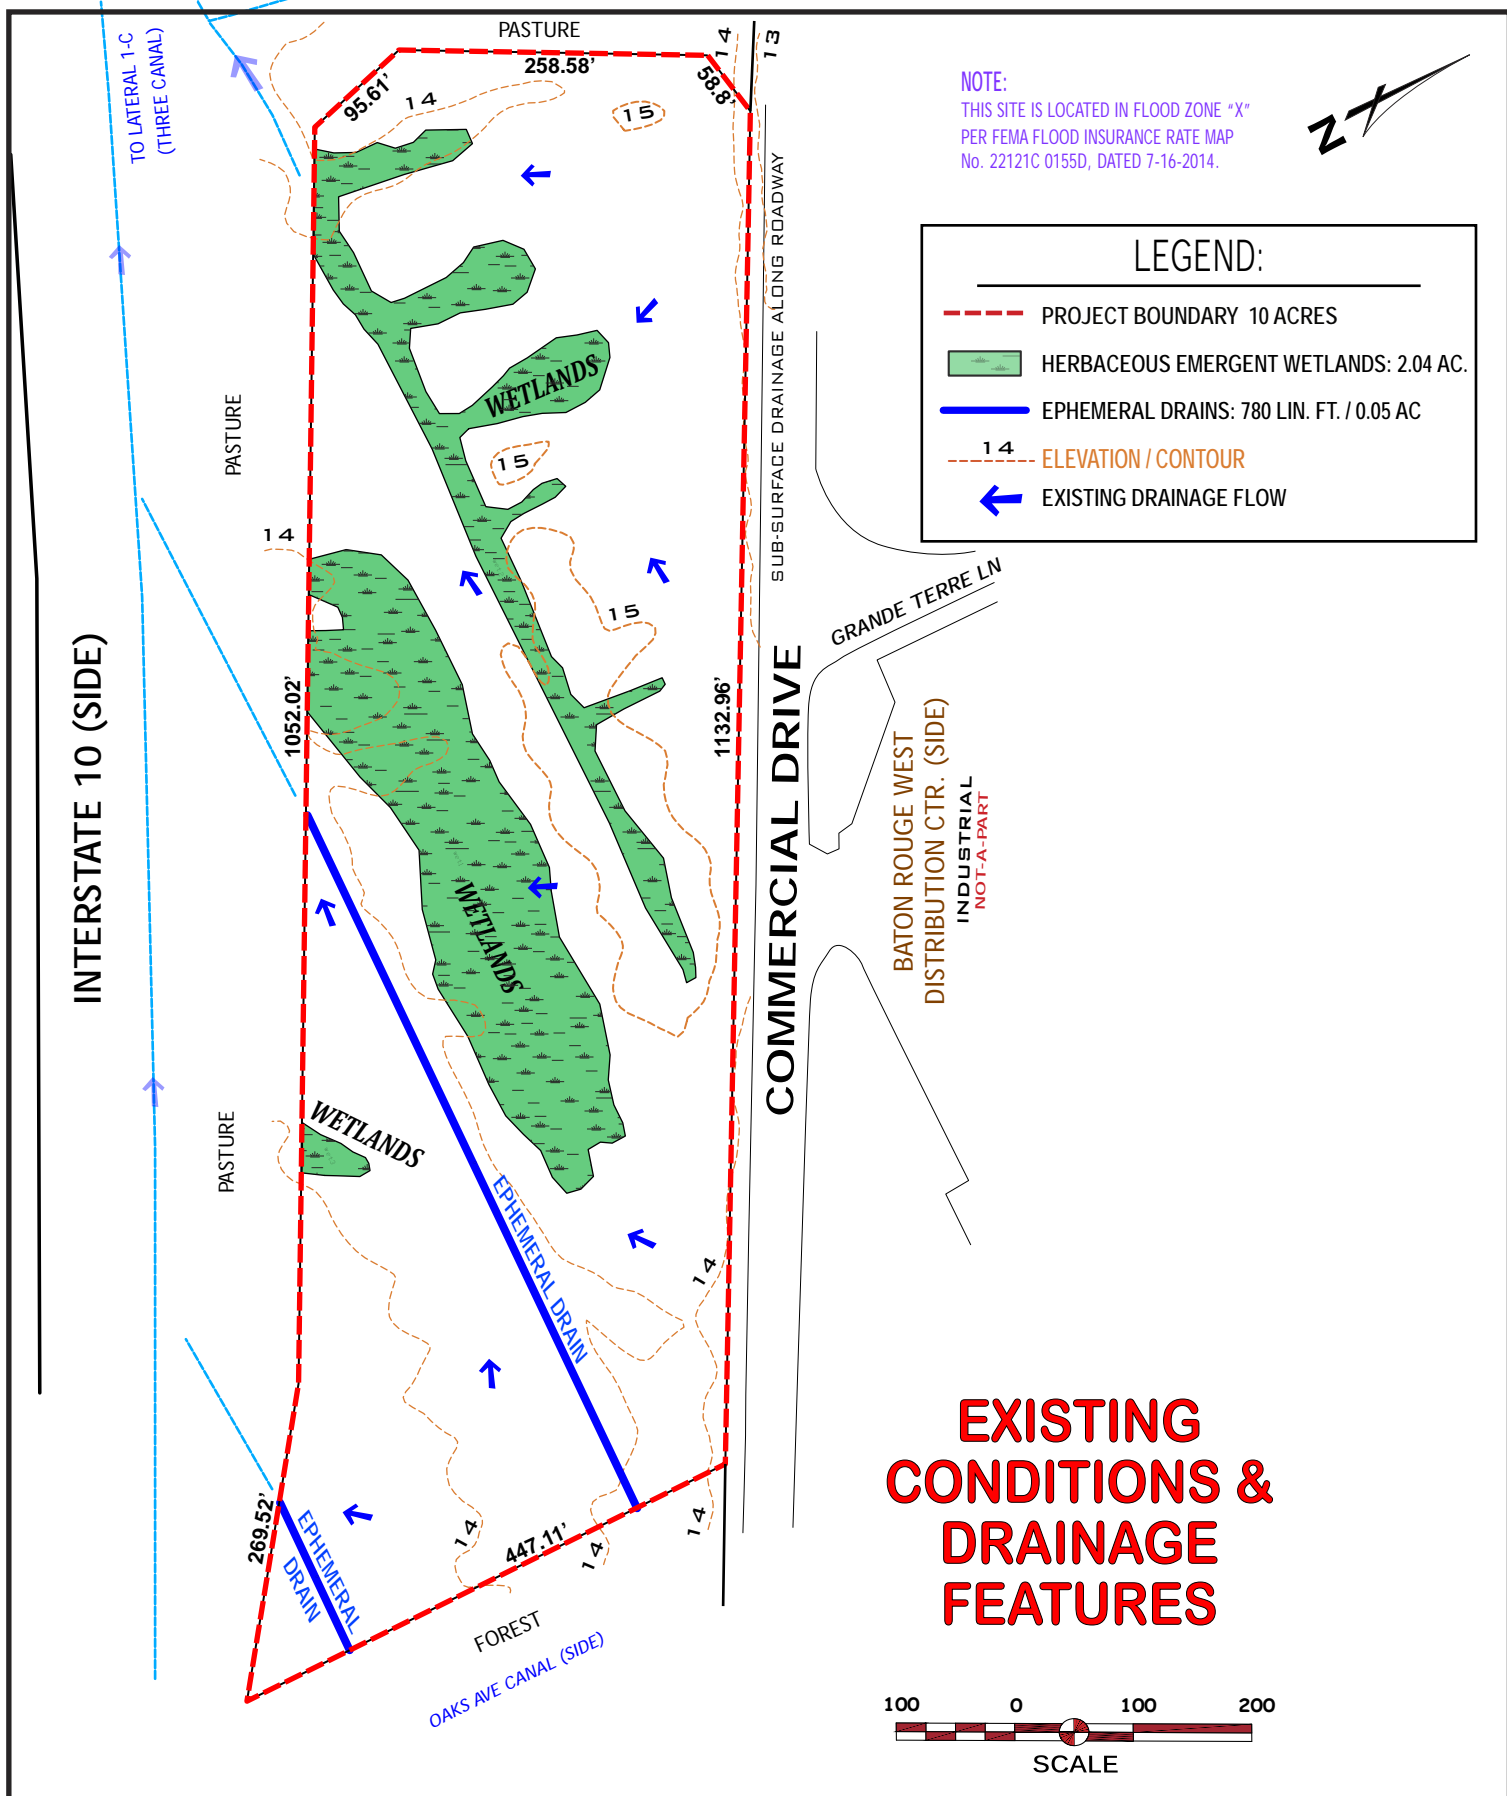 PASTURE
258.58'
95.61'
58.8'
14
13
14
15
TO LATERAL 1-C
(THREE CANAL)
NOTE:
THIS SITE IS LOCATED IN FLOOD ZONE “X”
PER FEMA FLOOD INSURANCE RATE MAP
No. 22121C 0155D, DATED 7-16-2014.
N
LEGEND:
PROJECT BOUNDARY 10 ACRES
HERBACEOUS EMERGENT WETLANDS: 2.04 AC.
EPHEMERAL DRAINS: 780 LIN. FT. / 0.05 AC
14 ELEVATION / CONTOUR
EXISTING DRAINAGE FLOW
SUB-SURFACE DRAINAGE ALONG ROADWAY
WETLANDS
PASTURE
15
14
15
GRANDE TERRE LN
INTERSTATE 10 (SIDE)
1052.02'
1132.96'
COMMERCIAL DRIVE
BATON ROUGE WEST
DISTRIBUTION CTR. (SIDE)
INDUSTRIAL
NOT-A-PART
WETLANDS
WETLANDS
PASTURE
EPHEMERAL DRAIN
14
269.52'
EPHEMERAL
DRAIN
14
447.11'
14
14
FOREST
OAKS AVE CANAL (SIDE)
EXISTING
CONDITIONS &
DRAINAGE
FEATURES
100 0 100 200
SCALE